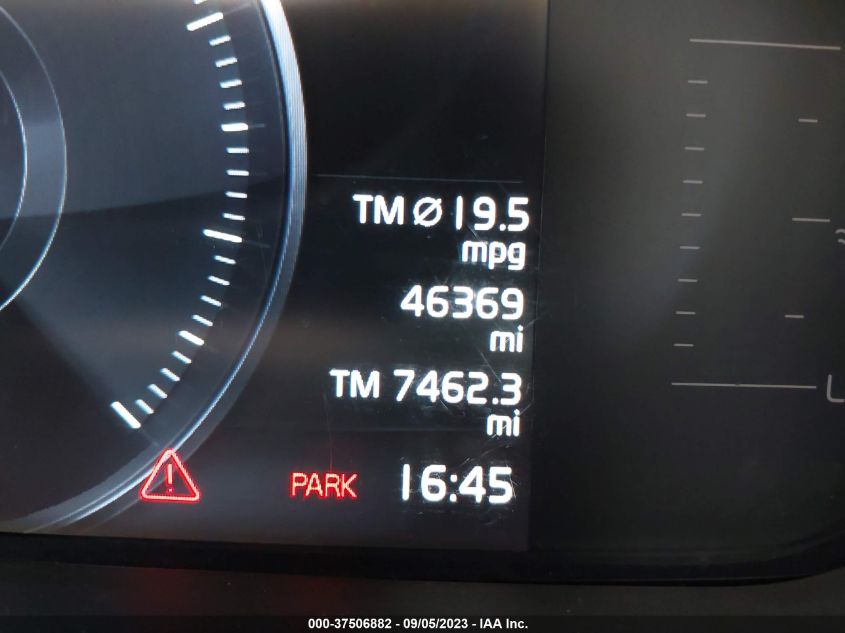 TM Ø 19.5
mpg
46369
mi
TM 7462.3
mi
PARK 16:45
000-37506882 - 09/05/2023 - IAA Inc.